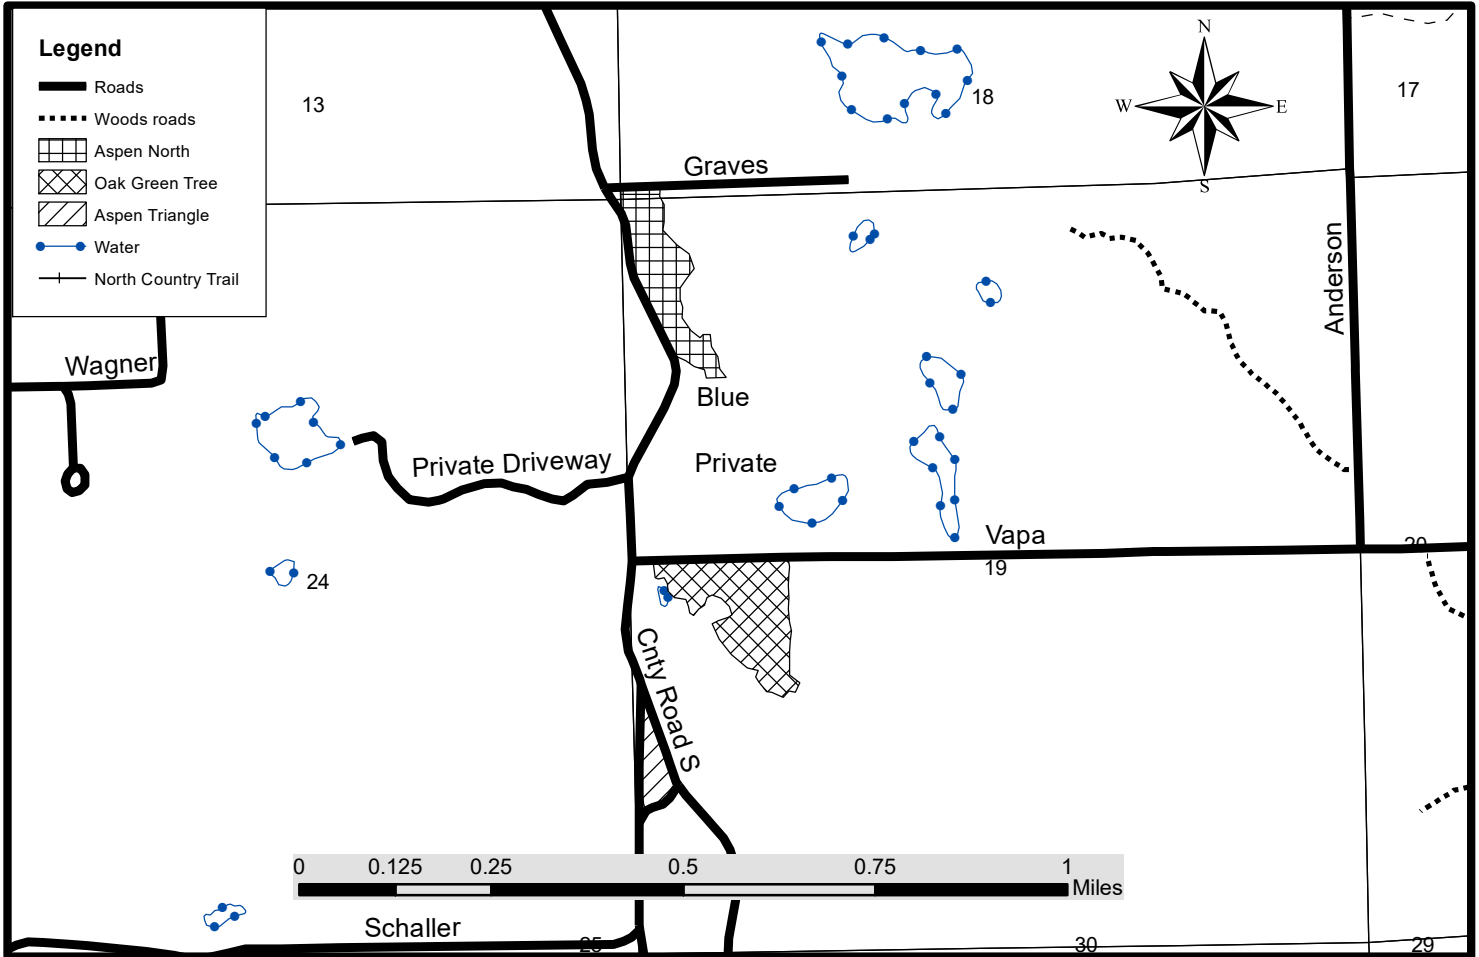 Legend
Roads
Woods roads
Aspen North
Oak Green Tree
Aspen Triangle
Water
North Country Trail
13
18
17
N
W
E
S
Graves
Anderson
Wagner
Blue
Private Driveway
Private
Vapa
20
19
24
Cnty Road S
0 0.125 0.25 0.5 0.75 1
Miles
Schaller
25
30
29